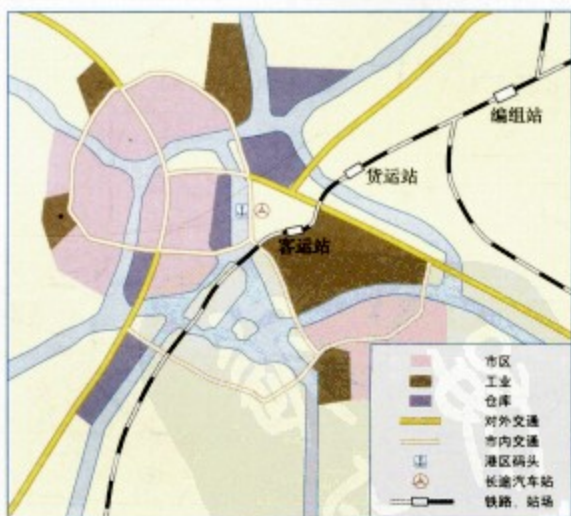 编组站
货运站
客运站
市区
工业
仓库
对外交通
市内交通
港区码头
长途汽车站
铁路、站场